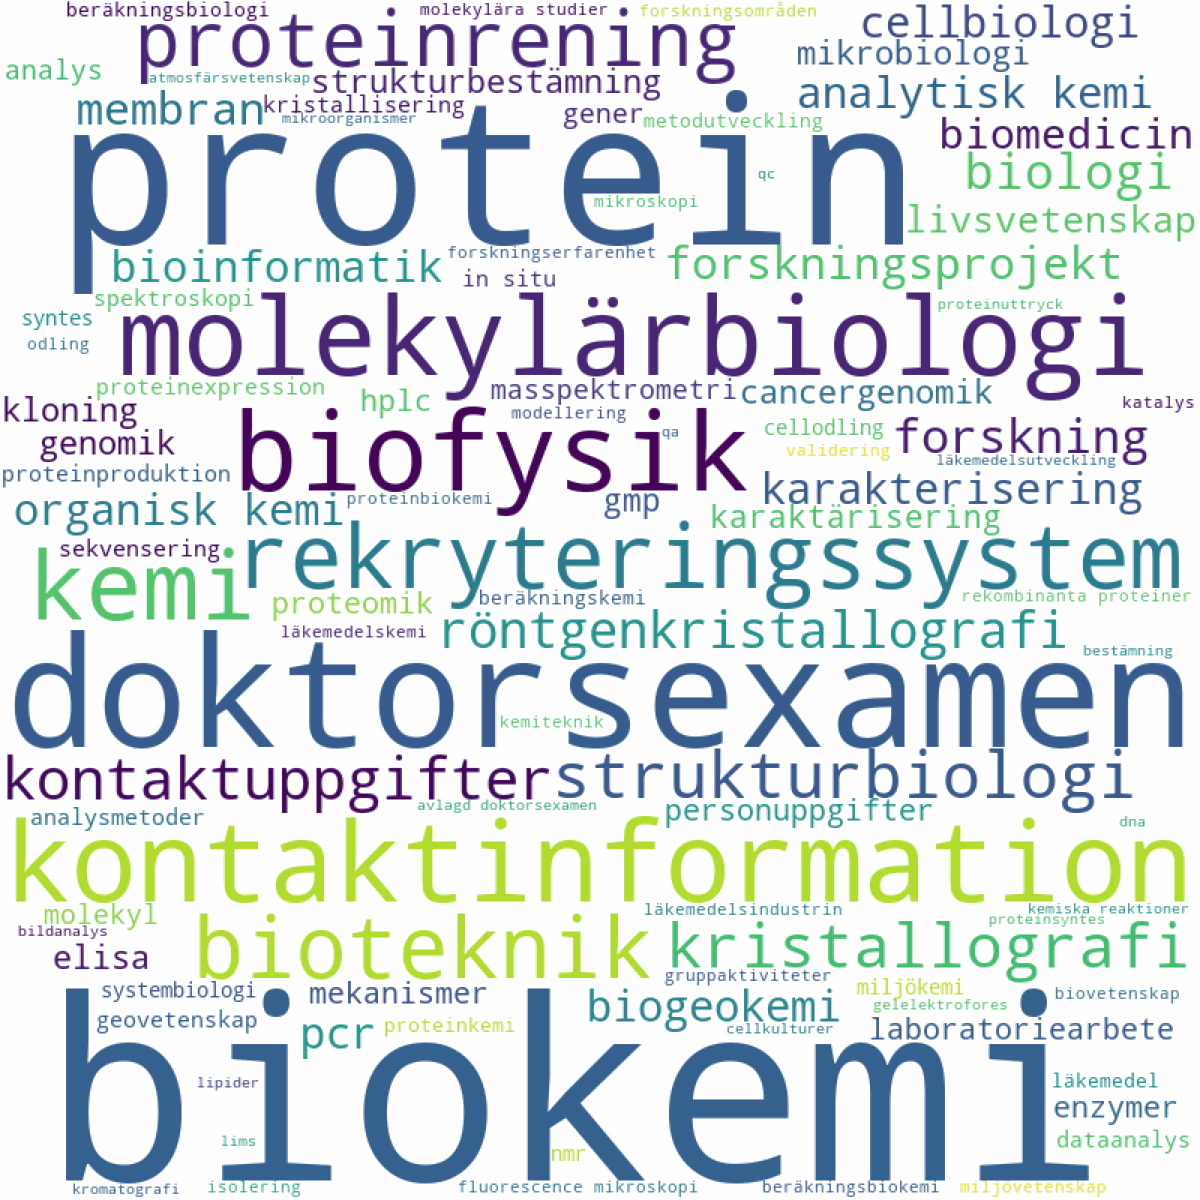 beräkningsbiologi
molekylära studier
forskningsområden
proteinrening
cellbiologi
mikrobiologi
analys
atmosfärsvetenskap
strukturbestämning
membran
kristallisering
gener
analytisk kemi
mikroorganismer
metodutveckling
biomedicin
protein
qc
biologi
mikroskopi
livsvetenskap
bioinformatik
forskningserfarenhet
forskningsprojekt
in situ
spektroskopi
proteinuttryck
syntes
odling
molekylärbiologi
proteinexpression
hplc
masspektrometri
cancergenomik
katalys
kloning
modellering
genomik
biofysik
qa
cellodling
forskning
validering
läkemedelsutveckling
proteinproduktion
proteinbiokemi
gmp
karakterisering
organisk kemi
karaktärisering
sekvensering
rekryteringssystem
kemi
proteomik
beräkningskemi
rekombinanta proteiner
läkemedelskemi
röntgenkristallografi
bestämning
doktorsexamen
kemiteknik
kontaktuppgifter
strukturbiologi
avlagd doktorsexamen
personuppgifter
analysmetoder
dna
kontaktinformation
molekyl
läkemedelsindustrin
kemiska reaktioner
proteinsyntes
bildanalys
bioteknik
kristallografi
elisa
gruppaktiviteter
systembiologi
mekanismer
biogeokemi
miljökemi
biovetenskap
gelelektrofores
geovetenskap
pcr
proteinkemi
cellkulturer
laboratoriearbete
biokemi
lipider
läkemedel
enzymer
lims
nmr
dataanalys
kromatografi
isolering
fluorescence mikroskopi
beräkningsbiokemi
miljövetenskap